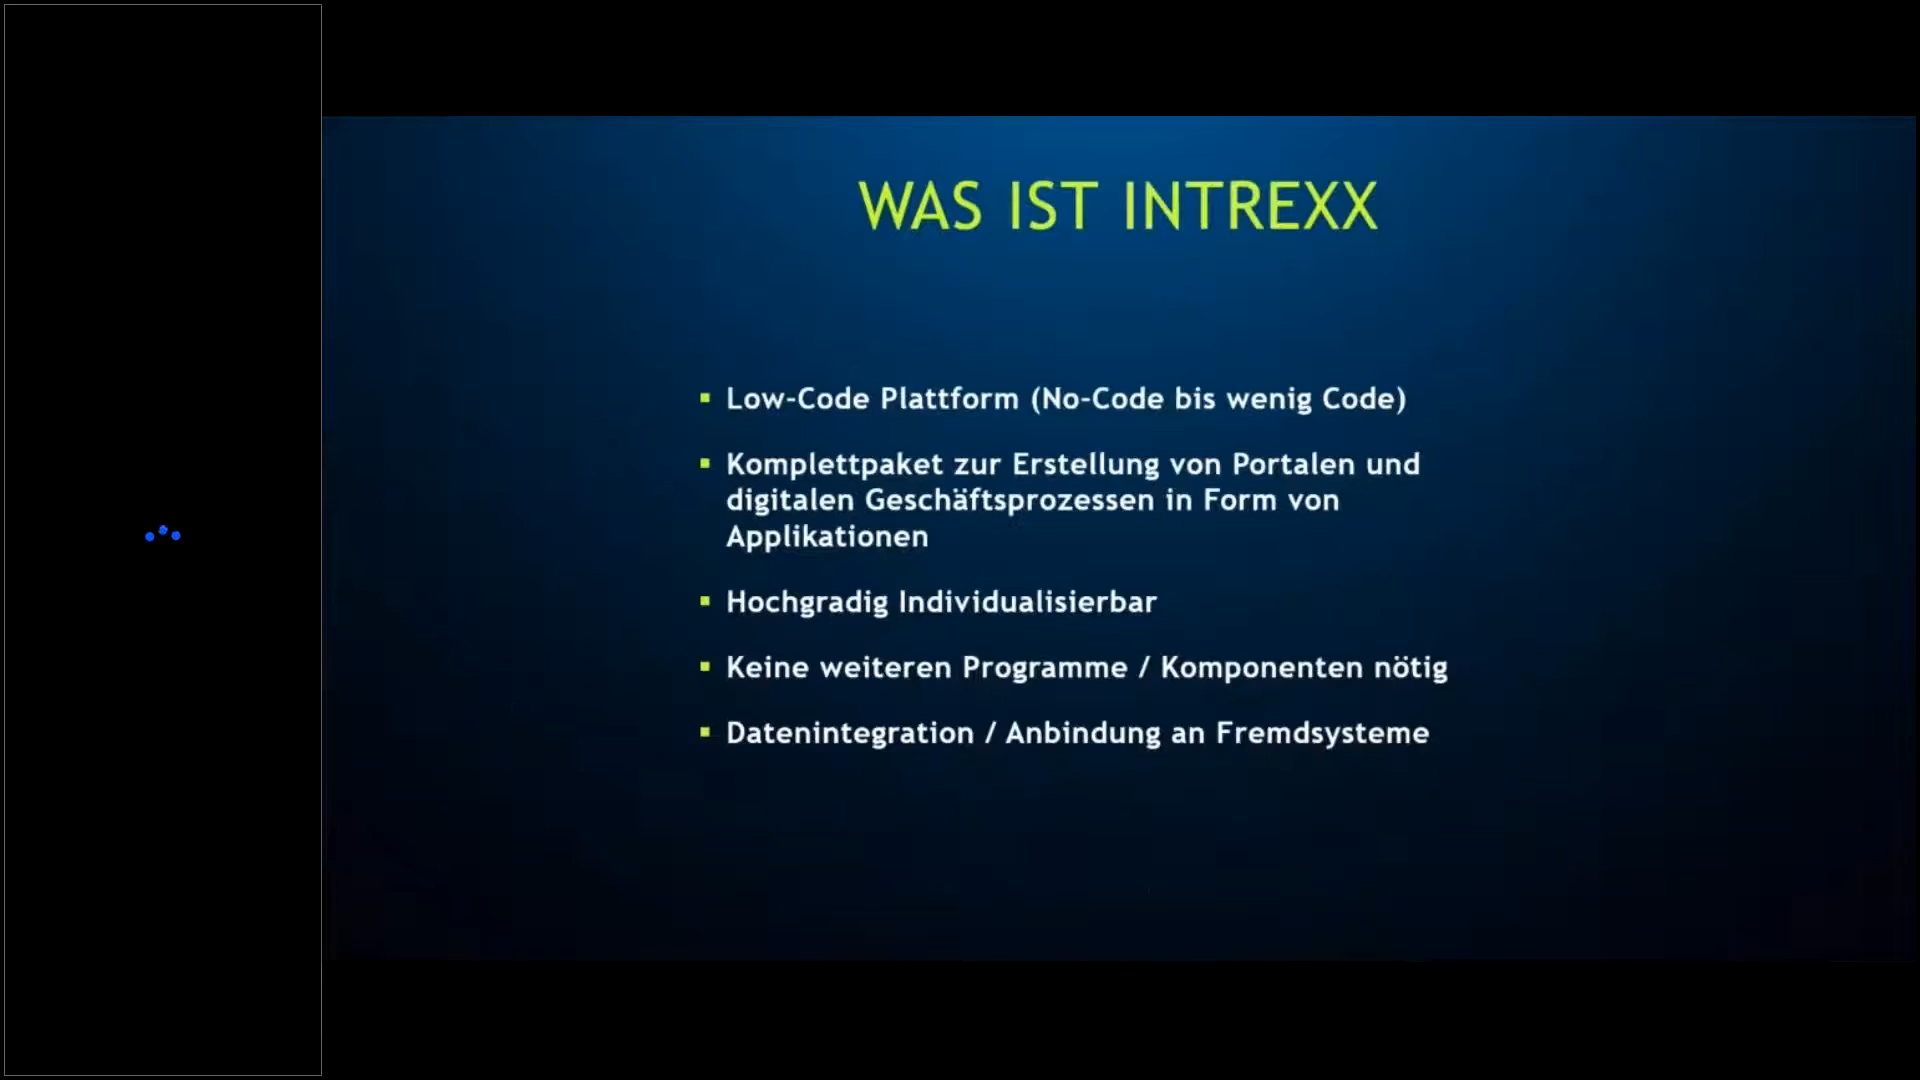 WAS IST INTREXX
▪ Low-Code Plattform (No-Code bis wenig Code)
▪ Komplettpaket zur Erstellung von Portalen und
digitalen Geschäftsprozessen in Form von
Applikationen
▪ Hochgradig Individualisierbar
▪ Keine weiteren Programme / Komponenten nötig
▪ Datenintegration / Anbindung an Fremdsysteme